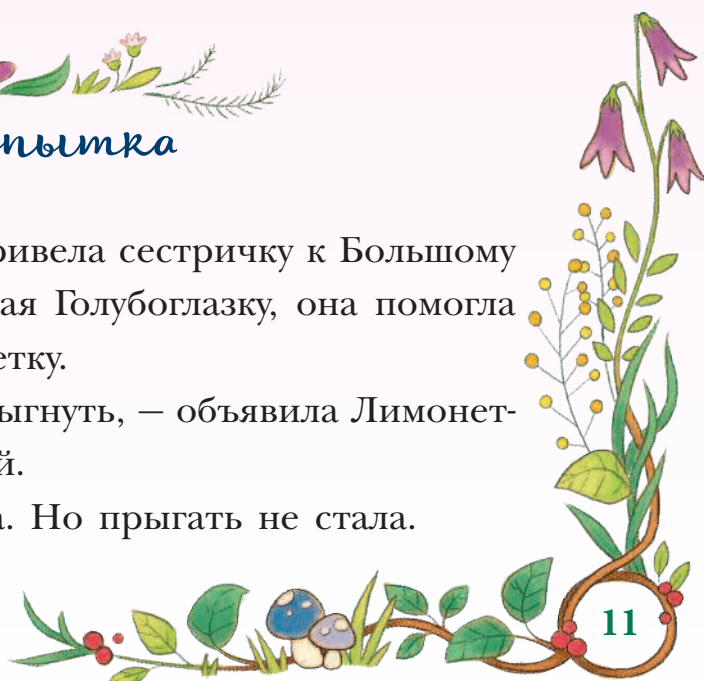 пытка
ривела сестричку к Большому
ая Голубоглазку, она помогла
етку.
ыгнуть, — объявила Лимонет-
й.
а. Но прыгать не стала.
11